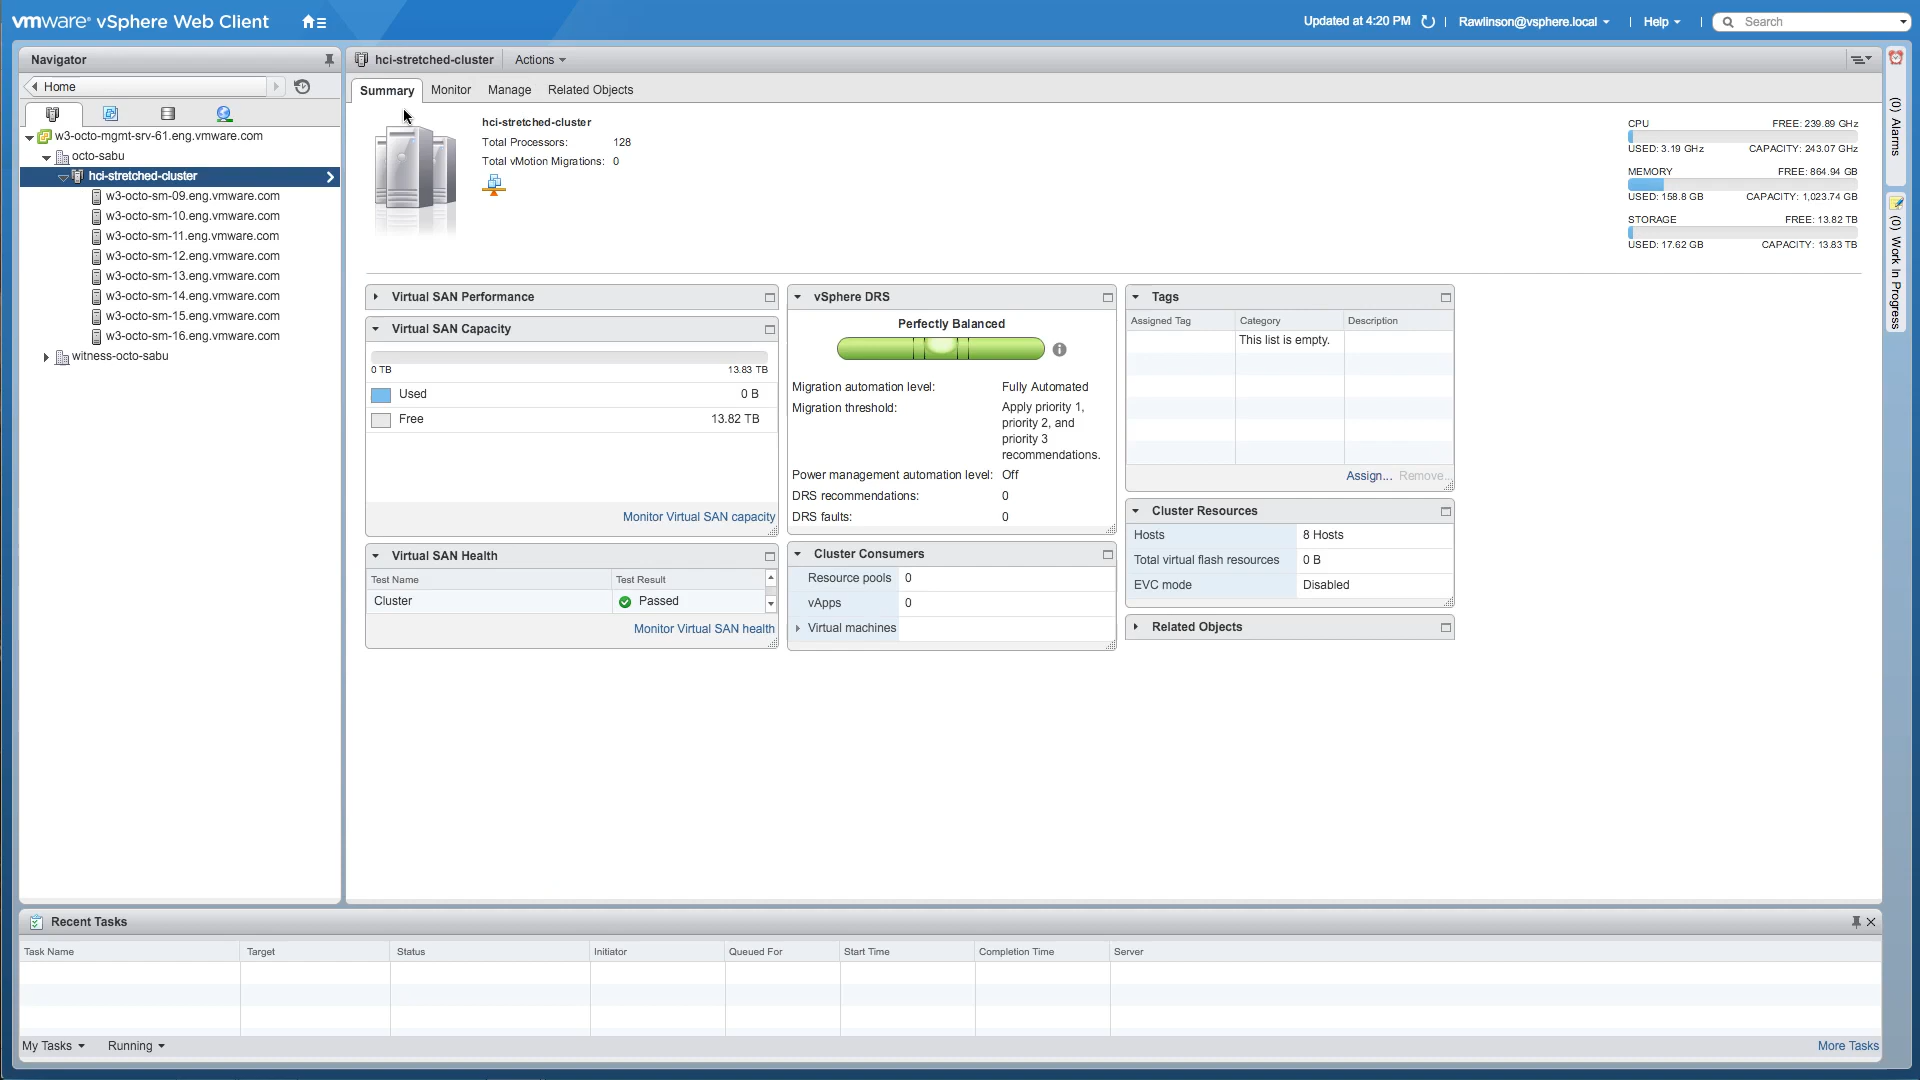 vmware® vSphere Web Client
Updated at 4:20 PM
Rawlinson@vsphere.local
Help
Search
Navigator
Home
w3-octo-mgmt-srv-61.eng.vmware.com
octo-sabu
hci-stretched-cluster
w3-octo-sm-09.eng.vmware.com
w3-octo-sm-10.eng.vmware.com
w3-octo-sm-11.eng.vmware.com
w3-octo-sm-12.eng.vmware.com
w3-octo-sm-13.eng.vmware.com
w3-octo-sm-14.eng.vmware.com
w3-octo-sm-15.eng.vmware.com
w3-octo-sm-16.eng.vmware.com
witness-octo-sabu
hci-stretched-cluster Actions
Summary Monitor Manage Related Objects
hci-stretched-cluster
Total Processors: 128
Total vMotion Migrations: 0
CPU FREE: 239.89 GHz
USED: 3.19 GHz CAPACITY: 243.07 GHz
MEMORY FREE: 864.94 GB
USED: 158.8 GB CAPACITY: 1,023.74 GB
STORAGE FREE: 13.82 TB
USED: 17.62 GB CAPACITY: 13.83 TB
Virtual SAN Performance
Virtual SAN Capacity
0 TB 13.83 TB
Used 0 B
Free 13.82 TB
Monitor Virtual SAN capacity
Virtual SAN Health
Test Name Test Result
Cluster Passed
Monitor Virtual SAN health
vSphere DRS
Perfectly Balanced
Migration automation level: Fully Automated
Migration threshold: Apply priority 1,
priority 2, and
priority 3
recommendations.
Power management automation level: Off
DRS recommendations: 0
DRS faults: 0
Cluster Consumers
Resource pools 0
vApps 0
Virtual machines
Tags
Assigned Tag Category Description
This list is empty.
Assign... Remove...
Cluster Resources
Hosts 8 Hosts
Total virtual flash resources 0 B
EVC mode Disabled
Related Objects
(0) Alarms
(0) Work In Progress
Recent Tasks
Task Name Target Status Initiator Queued For Start Time Completion Time Server
My Tasks Running More Tasks